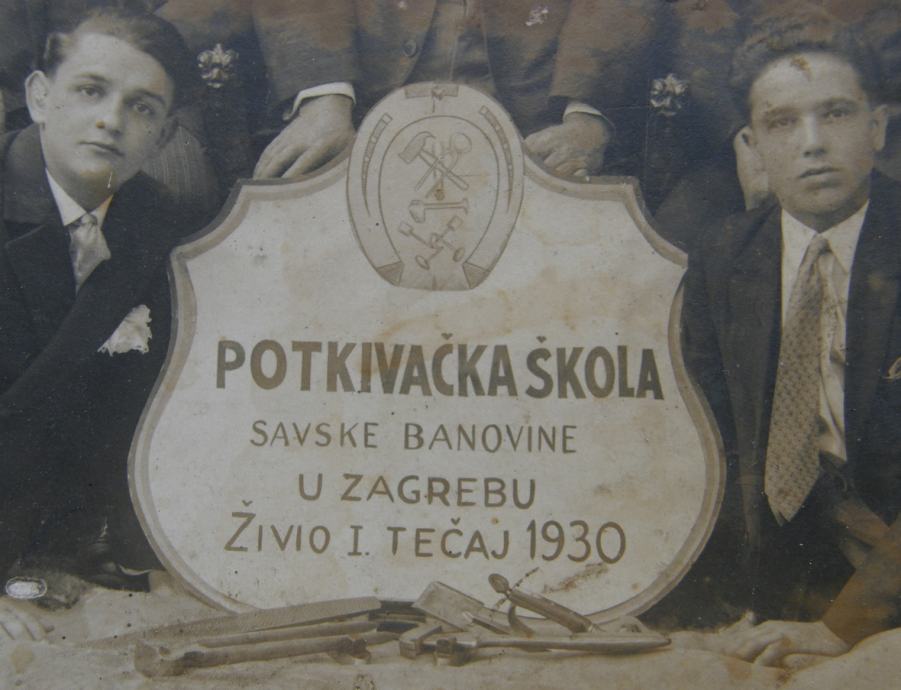 POTKIVAČKA ŠKOLA
SAVSKE BANOVINE
U ZAGREBU
ŽIVIO I. TEČAJ 1930